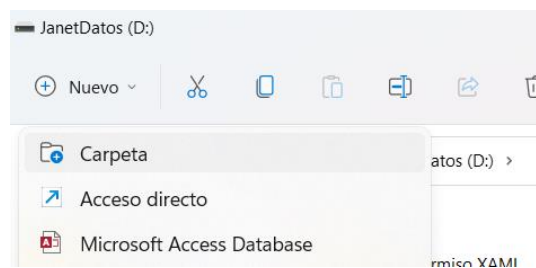 JanetDatos (D:)
Nuevo
Carpeta
atos (D:) >
Acceso directo
Microsoft Access Database
rmiso XAML